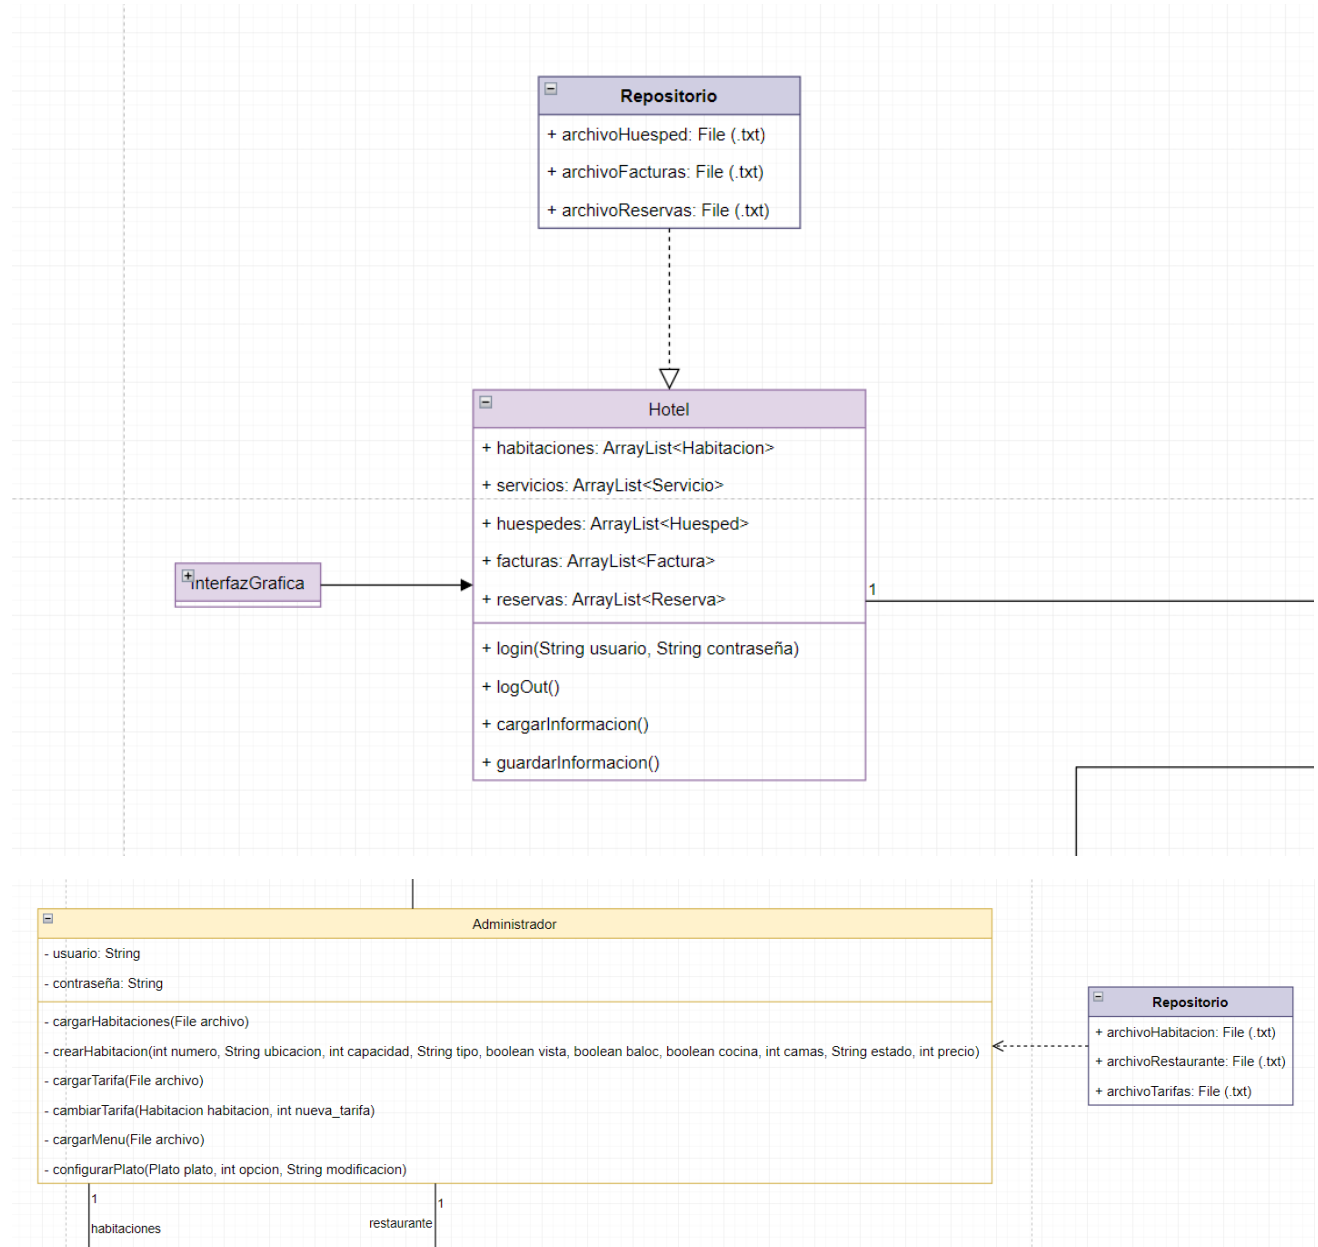 Repositorio
+ archivoHuesped: File (.txt)
+ archivoFacturas: File (.txt)
+ archivoReservas: File (.txt)
Hotel
+ habitaciones: ArrayList<Habitacion>
+ servicios: ArrayList<Servicio>
+ huespedes: ArrayList<Huesped>
+ facturas: ArrayList<Factura>
+ reservas: ArrayList<Reserva>
+ login(String usuario, String contraseña)
+ logOut()
+ cargarInformacion()
+ guardarInformacion()
InterfazGrafica
1
Administrador
- usuario: String
- contraseña: String
- cargarHabitaciones(File archivo)
- crearHabitacion(int numero, String ubicacion, int capacidad, String tipo, boolean vista, boolean baloc, boolean cocina, int camas, String estado, int precio)
- cargarTarifa(File archivo)
- cambiarTarifa(Habitacion habitacion, int nueva_tarifa)
- cargarMenu(File archivo)
- configurarPlato(Plato plato, int opcion, String modificacion)
Repositorio
+ archivoHabitacion: File (.txt)
+ archivoRestaurante: File (.txt)
+ archivoTarifas: File (.txt)
1
habitaciones
1
restaurante